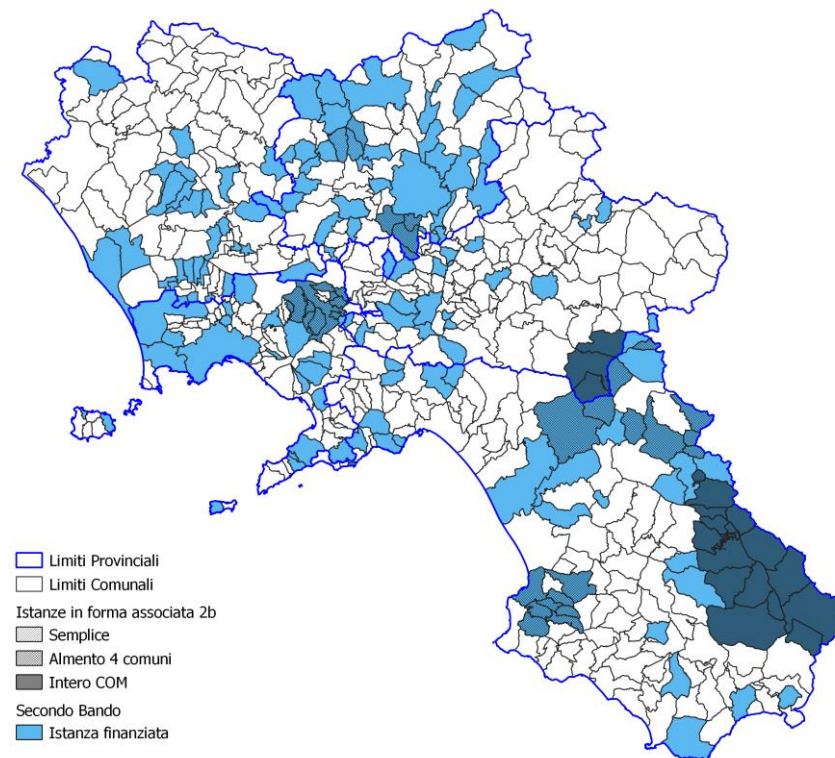 Limiti Provinciali
Limiti Comunali
Istanze in forma associata 2b
Semplice
Almento 4 comuni
Intero COM
Secondo Bando
Istanza finanziata